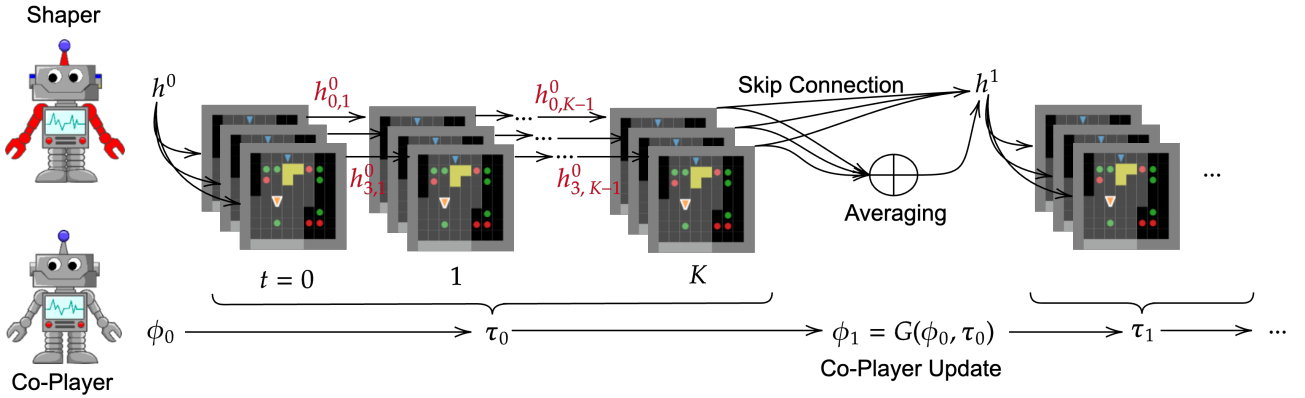 Shaper
h^0
h^0_{0,1}
...
h^0_{0,K-1}
Skip Connection
h^1
...
...
h^0_{3,1}
h^0_{3,K-1}
...
Averaging
t = 0
1
K
ϕ_0
τ_0
ϕ_1 = G(ϕ_0, τ_0)
τ_1
...
Co-Player
Co-Player Update